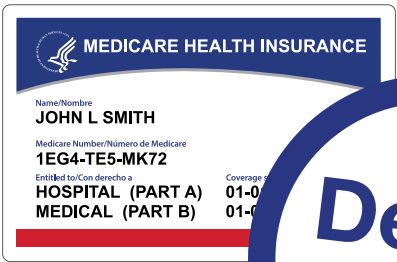 MEDICARE HEALTH INSURANCE
Name/Nombre
JOHN L SMITH
Medicare Number/Número de Medicare
1EG4-TE5-MK72
Entitled to/Con derecho a
Coverage
HOSPITAL (PART A)
MEDICAL (PART B)